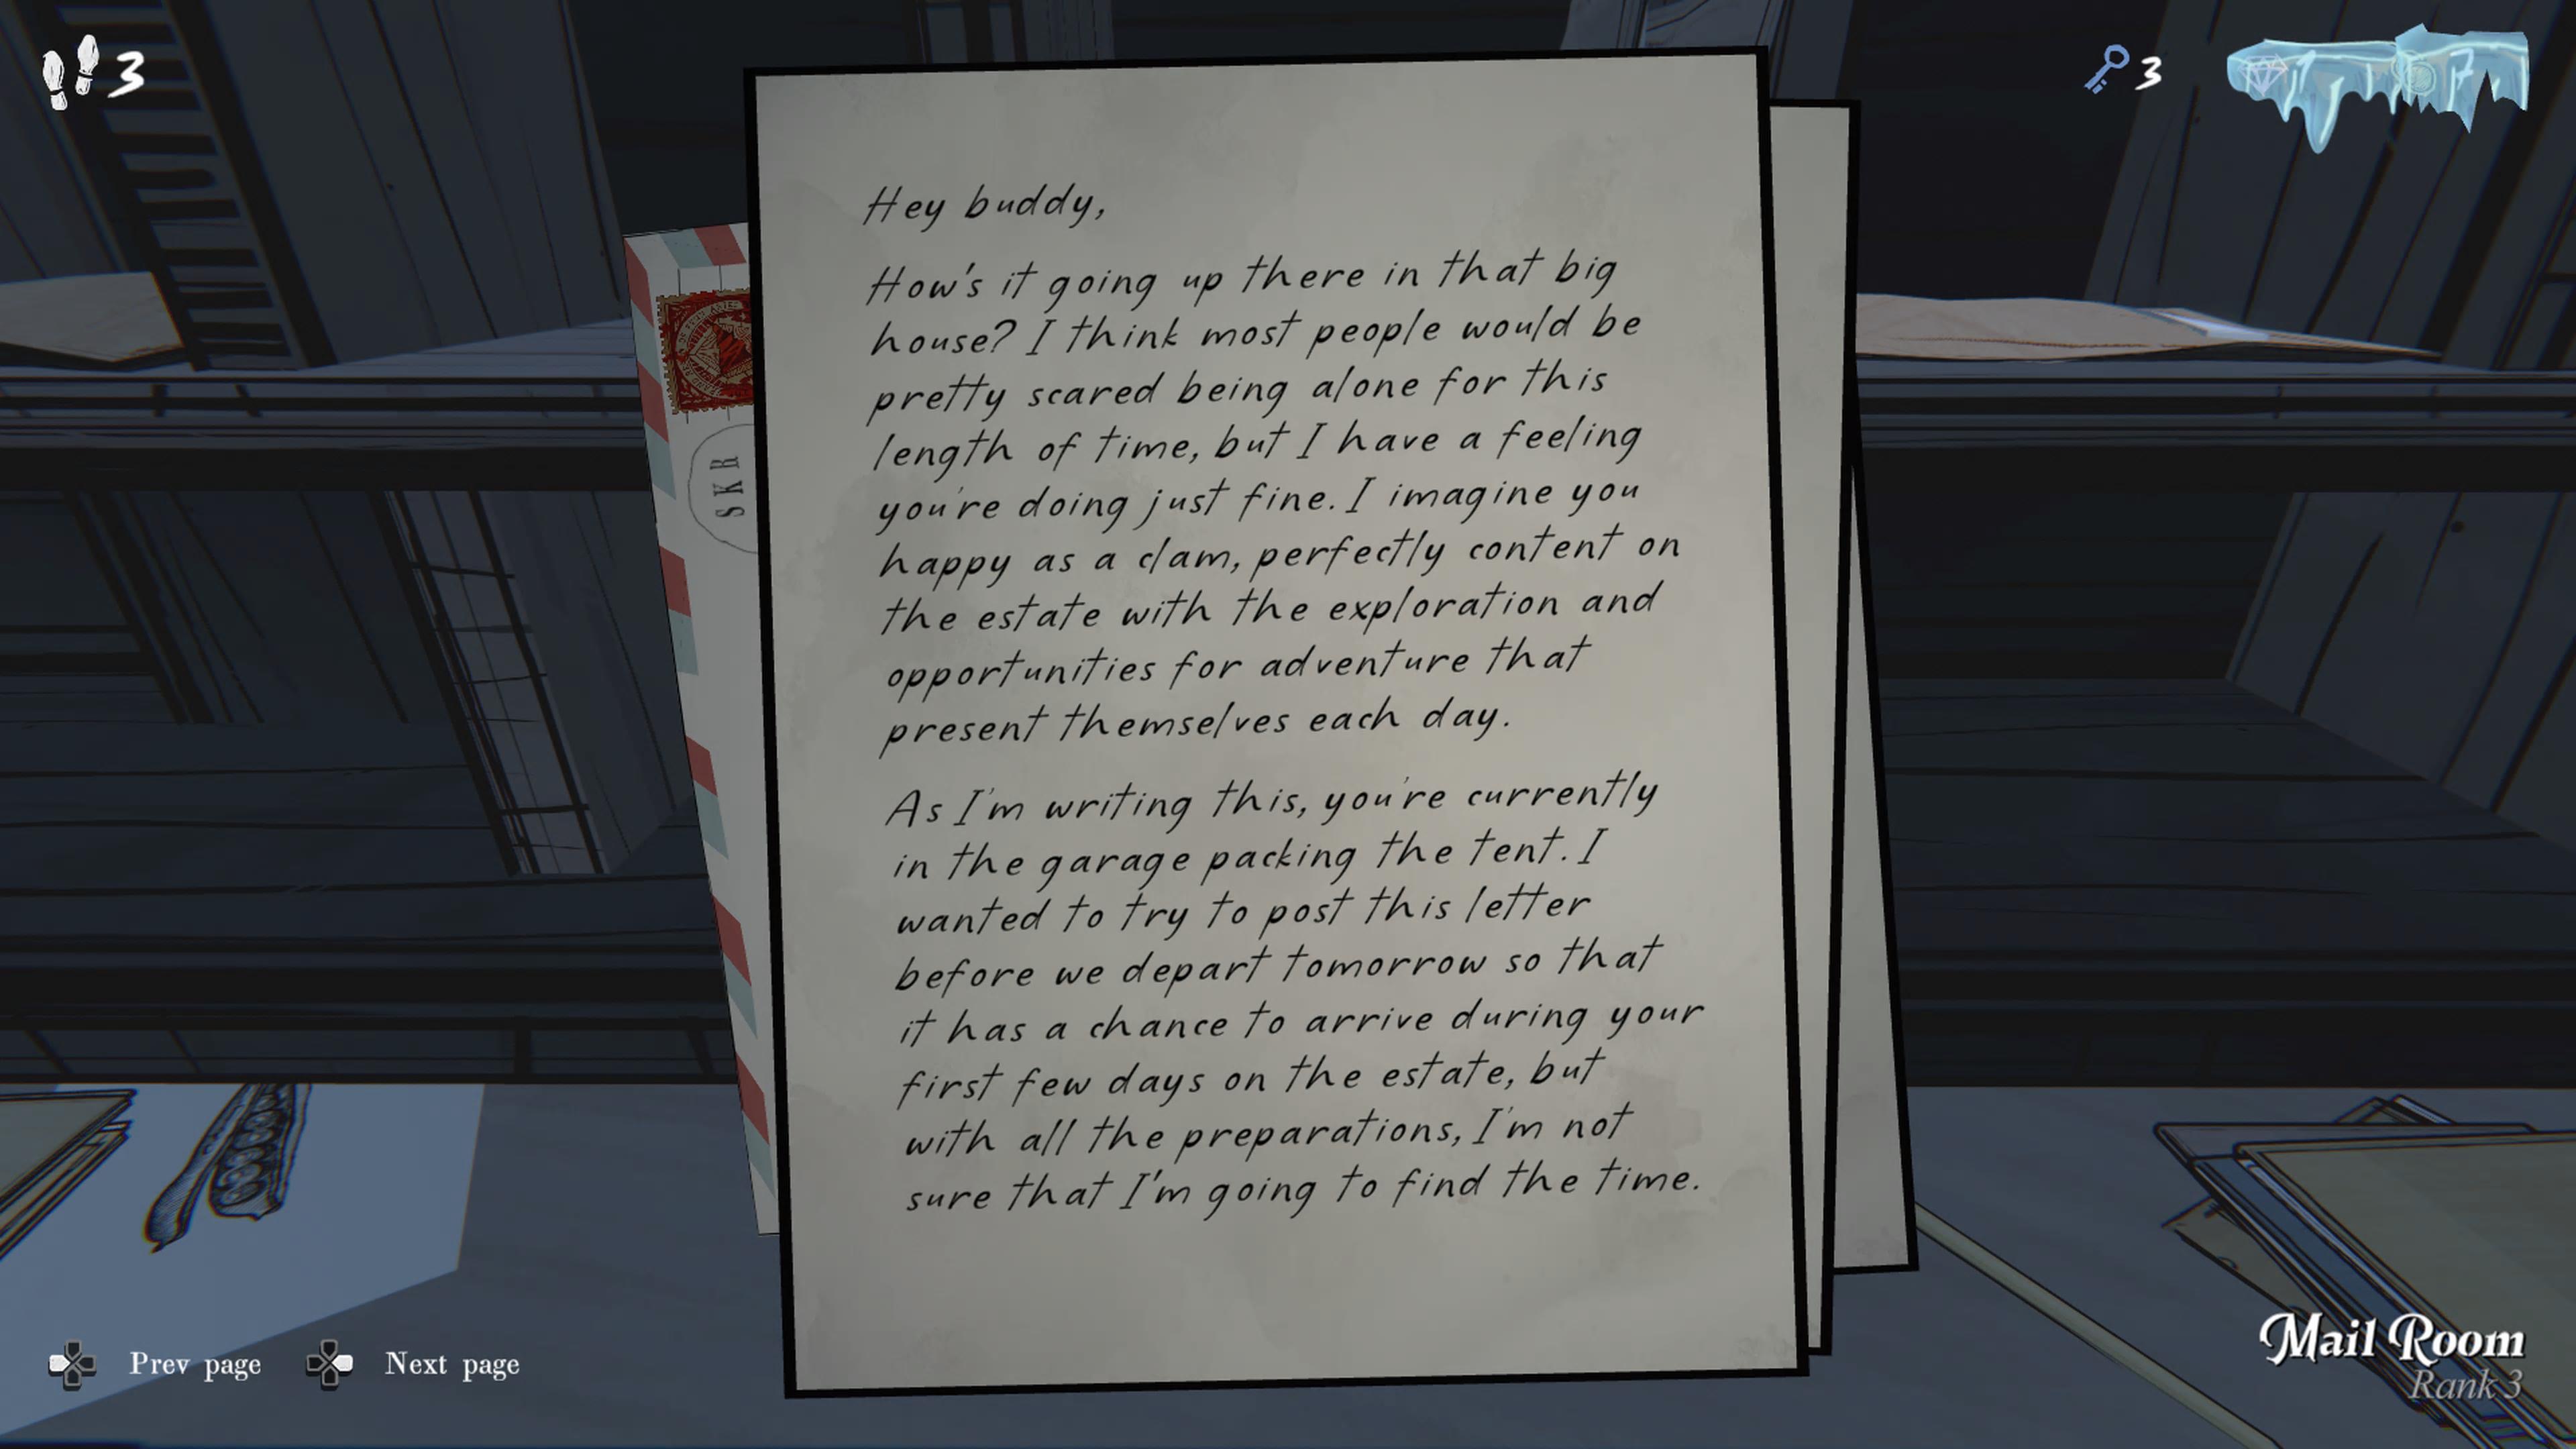 3
3
7
Hey buddy,
How's it going up there in that big
house? I think most people would be
pretty scared being alone for this
length of time, but I have a feeling
you're doing just fine. I imagine you
happy as a clam, perfectly content on
the estate with the exploration and
opportunities for adventure that
present themselves each day.
As I'm writing this, you're currently
in the garage packing the tent. I
wanted to try to post this letter
before we depart tomorrow so that
it has a chance to arrive during your
first few days on the estate, but
with all the preparations, I'm not
sure that I'm going to find the time.
SKR
Prev page
Next page
Mail Room
Rank 3